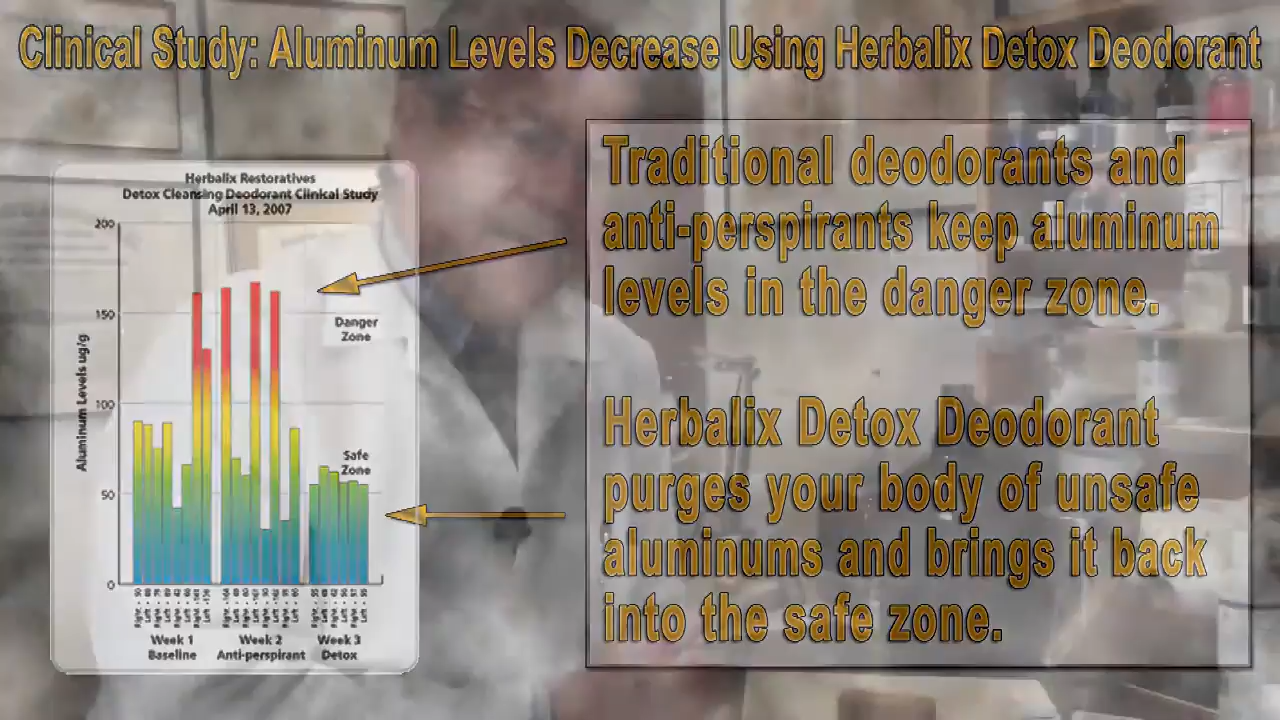 Clinical Study: Aluminum Levels Decrease Using Herbalix Detox Deodorant
Herbalix Restoratives
Detox Cleansing Deodorant Clinical Study
April 13, 2007
200
150
100
50
0
Aluminum Levels ug/g
Danger
Zone
Safe
Zone
Week 1
Baseline
Week 2
Anti-perspirant
Week 3
Detox
Traditional deodorants and
anti-perspirants keep aluminum
levels in the danger zone.
Herbalix Detox Deodorant
purges your body of unsafe
aluminums and brings it back
into the safe zone.